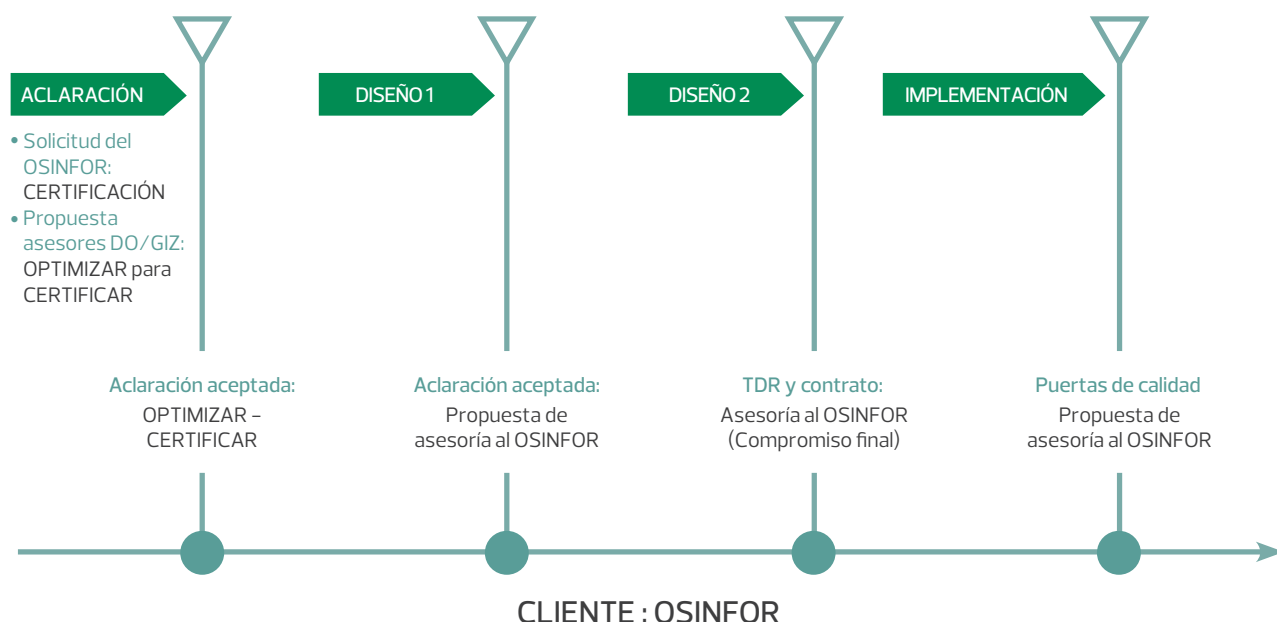 ACLARACIÓN
DISEÑO 1
DISEÑO 2
IMPLEMENTACIÓN
• Solicitud del
OSINFOR:
CERTIFICACIÓN
• Propuesta
asesores DO/GIZ:
OPTIMIZAR para
CERTIFICAR
Aclaración aceptada:
OPTIMIZAR –
CERTIFICAR
Aclaración aceptada:
Propuesta de
asesoría al OSINFOR
TDR y contrato:
Asesoría al OSINFOR
(Compromiso final)
Puertas de calidad
Propuesta de
asesoría al OSINFOR
CLIENTE : OSINFOR